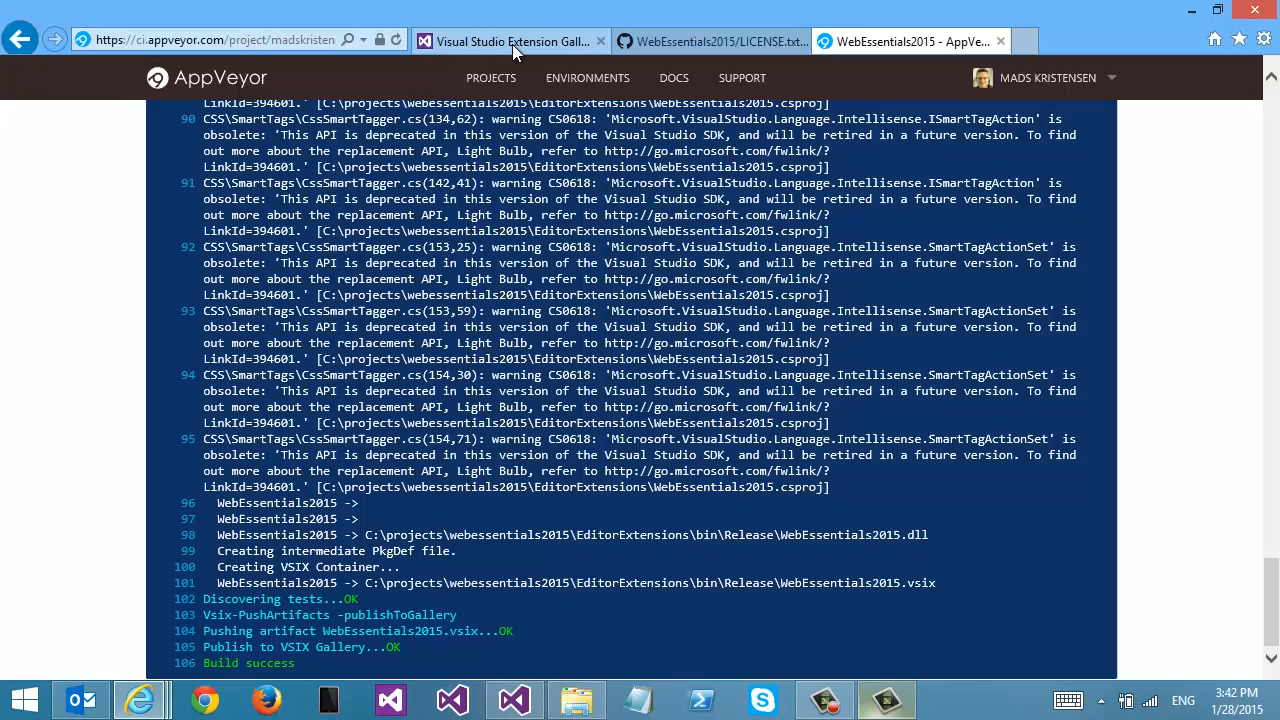 https://ci.appveyor.com/project/madskristen
Visual Studio Extension Gall...
WebEssentials2015/LICENSE.txt...
WebEssentials2015 - AppVe...
AppVeyor
PROJECTS
ENVIRONMENTS
DOCS
SUPPORT
MADS KRISTENSEN
LinkId=394601.' [C:\projects\webessentials2015\EditorExtensions\WebEssentials2015.csproj]
90 CSS\SmartTags\CssSmartTagger.cs(134,62): warning CS0618: 'Microsoft.VisualStudio.Language.Intellisense.ISmartTagAction' is
obsolete: 'This API is deprecated in this version of the Visual Studio SDK, and will be retired in a future version. To find
out more about the replacement API, Light Bulb, refer to http://go.microsoft.com/fwlink/?
LinkId=394601.' [C:\projects\webessentials2015\EditorExtensions\WebEssentials2015.csproj]
91 CSS\SmartTags\CssSmartTagger.cs(142,41): warning CS0618: 'Microsoft.VisualStudio.Language.Intellisense.ISmartTagAction' is
obsolete: 'This API is deprecated in this version of the Visual Studio SDK, and will be retired in a future version. To find
out more about the replacement API, Light Bulb, refer to http://go.microsoft.com/fwlink/?
LinkId=394601.' [C:\projects\webessentials2015\EditorExtensions\WebEssentials2015.csproj]
92 CSS\SmartTags\CssSmartTagger.cs(153,25): warning CS0618: 'Microsoft.VisualStudio.Language.Intellisense.SmartTagActionSet' is
obsolete: 'This API is deprecated in this version of the Visual Studio SDK, and will be retired in a future version. To find
out more about the replacement API, Light Bulb, refer to http://go.microsoft.com/fwlink/?
LinkId=394601.' [C:\projects\webessentials2015\EditorExtensions\WebEssentials2015.csproj]
93 CSS\SmartTags\CssSmartTagger.cs(153,59): warning CS0618: 'Microsoft.VisualStudio.Language.Intellisense.SmartTagActionSet' is
obsolete: 'This API is deprecated in this version of the Visual Studio SDK, and will be retired in a future version. To find
out more about the replacement API, Light Bulb, refer to http://go.microsoft.com/fwlink/?
LinkId=394601.' [C:\projects\webessentials2015\EditorExtensions\WebEssentials2015.csproj]
94 CSS\SmartTags\CssSmartTagger.cs(154,30): warning CS0618: 'Microsoft.VisualStudio.Language.Intellisense.SmartTagActionSet' is
obsolete: 'This API is deprecated in this version of the Visual Studio SDK, and will be retired in a future version. To find
out more about the replacement API, Light Bulb, refer to http://go.microsoft.com/fwlink/?
LinkId=394601.' [C:\projects\webessentials2015\EditorExtensions\WebEssentials2015.csproj]
95 CSS\SmartTags\CssSmartTagger.cs(154,71): warning CS0618: 'Microsoft.VisualStudio.Language.Intellisense.SmartTagActionSet' is
obsolete: 'This API is deprecated in this version of the Visual Studio SDK, and will be retired in a future version. To find
out more about the replacement API, Light Bulb, refer to http://go.microsoft.com/fwlink/?
LinkId=394601.' [C:\projects\webessentials2015\EditorExtensions\WebEssentials2015.csproj]
96 WebEssentials2015 ->
97 WebEssentials2015 ->
98 WebEssentials2015 -> C:\projects\webessentials2015\EditorExtensions\bin\Release\WebEssentials2015.dll
99 Creating intermediate PkgDef file.
100 Creating VSIX Container...
101 WebEssentials2015 -> C:\projects\webessentials2015\EditorExtensions\bin\Release\WebEssentials2015.vsix
102 Discovering tests...OK
103 Vsix-PushArtifacts -publishToGallery
104 Pushing artifact WebEssentials2015.vsix...OK
105 Publish to VSIX Gallery...OK
106 Build success
ENG
3:42 PM
1/28/2015